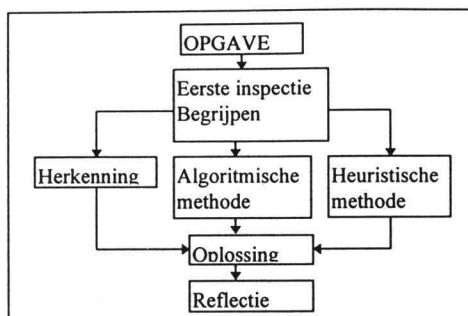 OPGAVE
Eerste inspectie
Begrijpen
Herkenning
Algoritmische
methode
Heuristische
methode
Oplossing
Reflectie